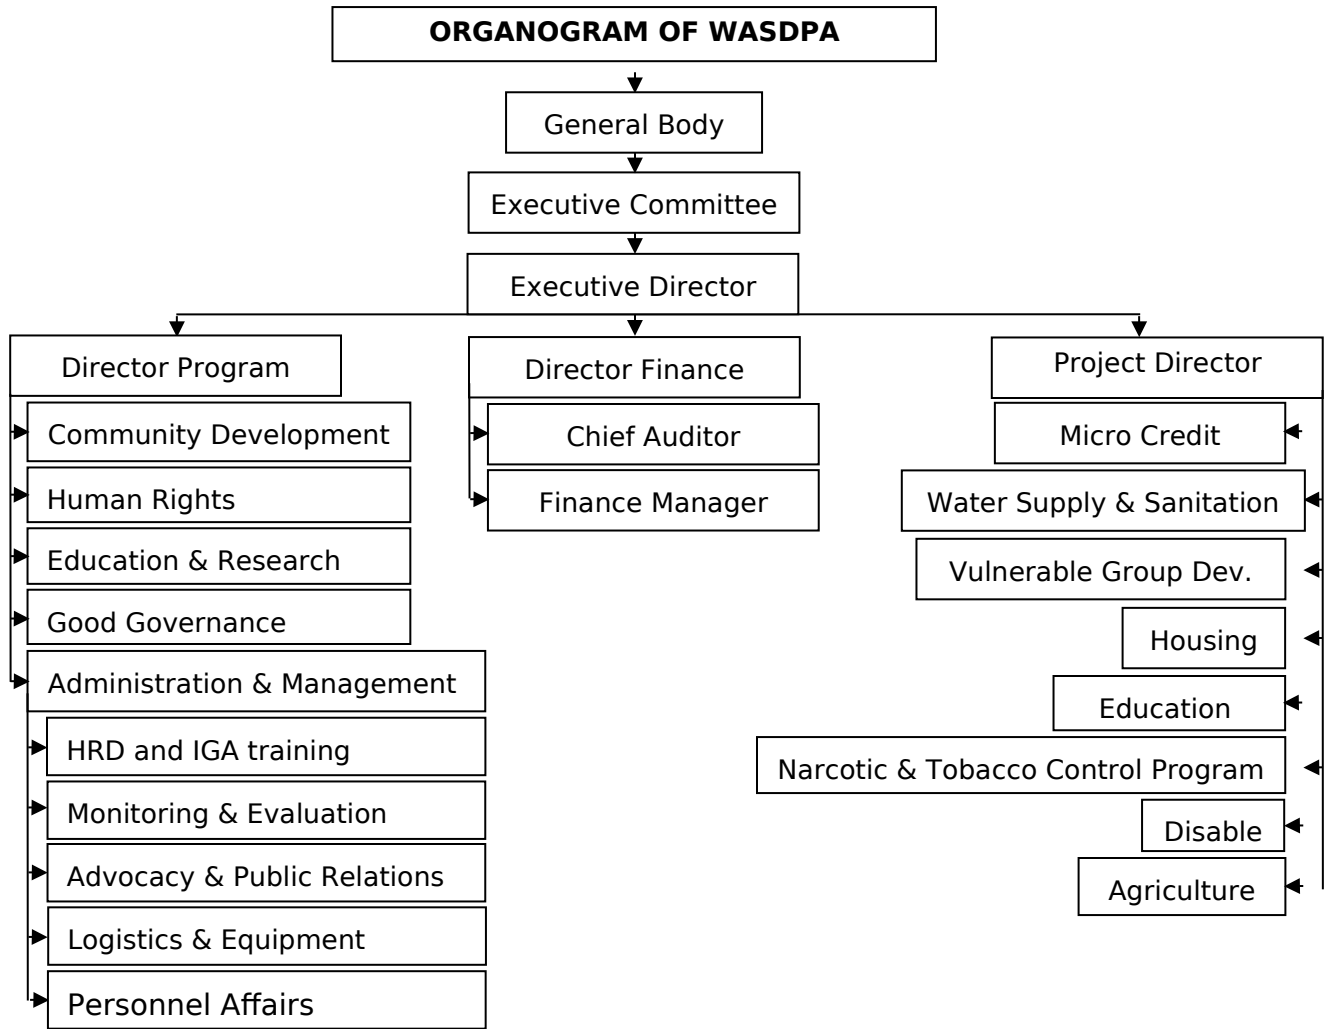 ORGANOGRAM OF WASDPA
General Body
Executive Committee
Executive Director
Director Program
Community Development
Human Rights
Education & Research
Good Governance
Administration & Management
HRD and IGA training
Monitoring & Evaluation
Advocacy & Public Relations
Logistics & Equipment
Personnel Affairs
Director Finance
Chief Auditor
Finance Manager
Project Director
Micro Credit
Water Supply & Sanitation
Vulnerable Group Dev.
Housing
Education
Narcotic & Tobacco Control Program
Disable
Agriculture